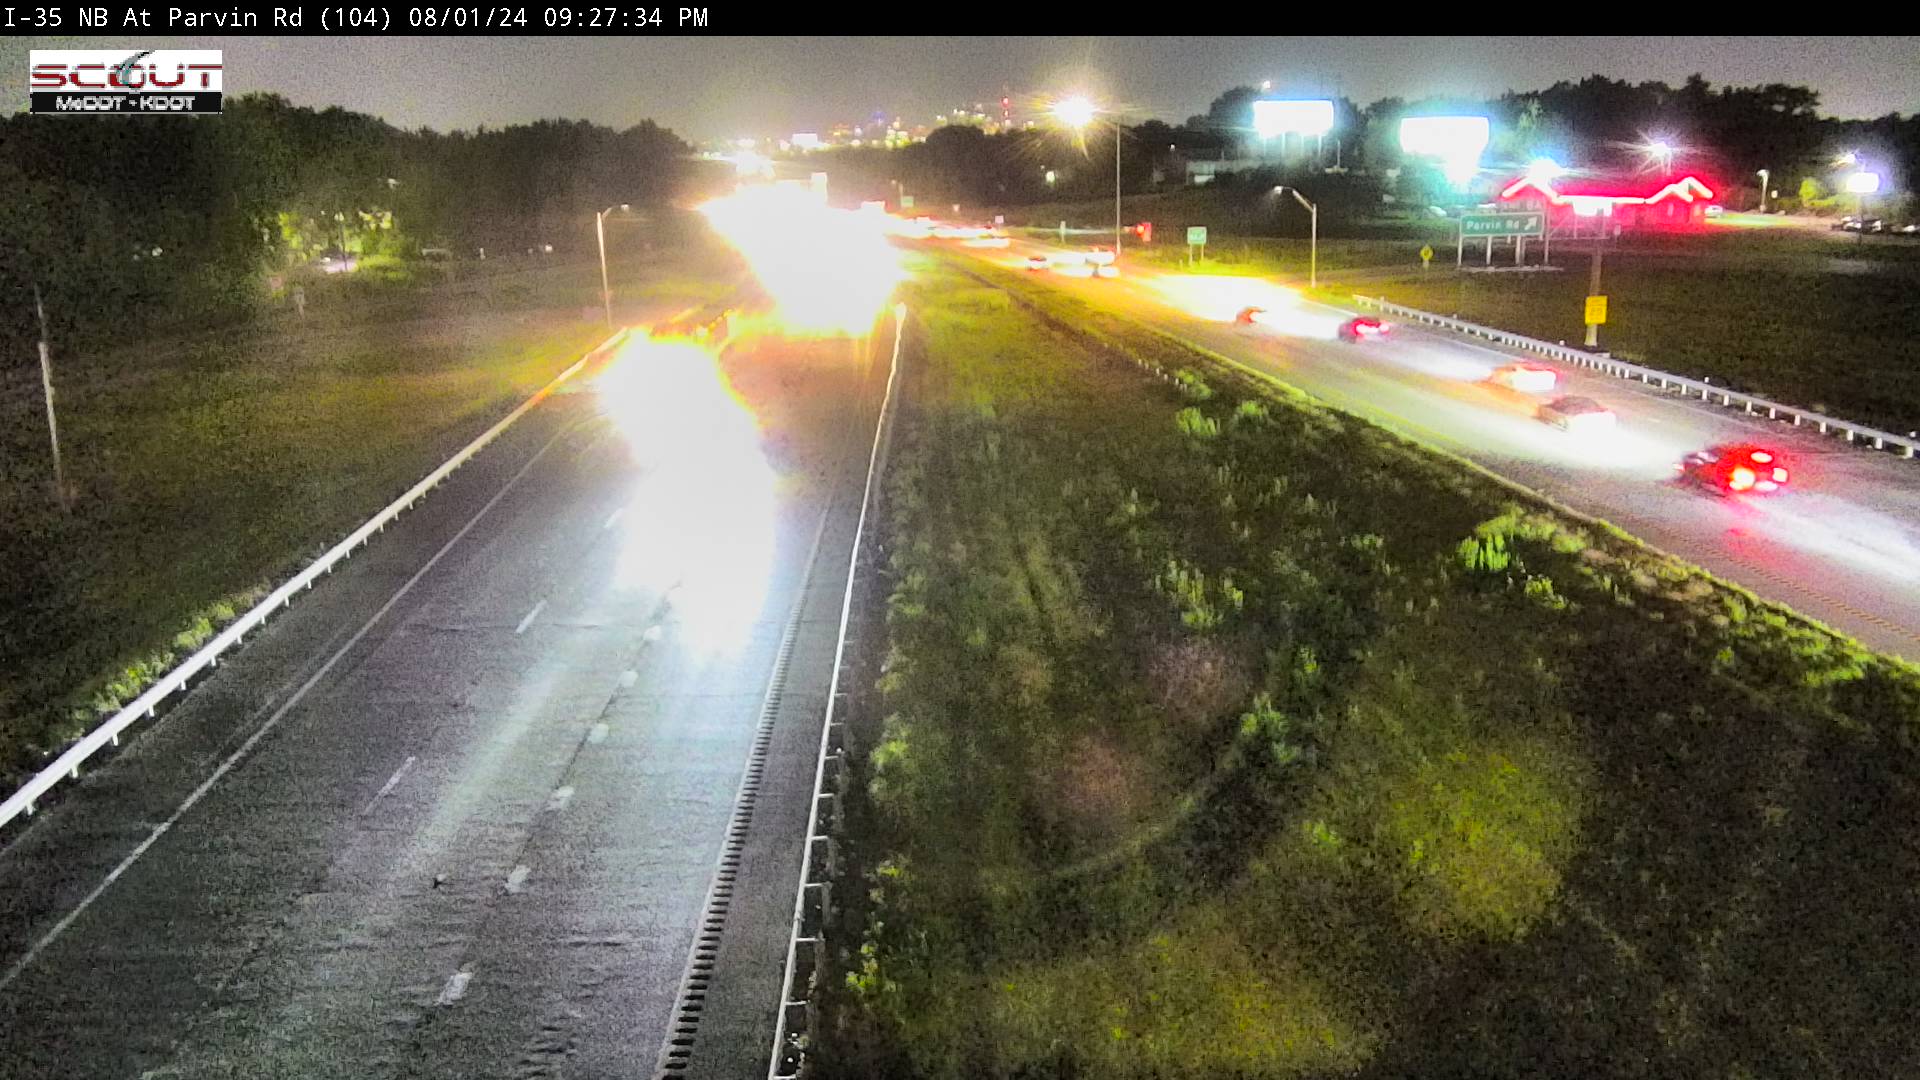 I-35 NB At Parvin Rd (104) 08/01/24 09:27:34 PM
SCOUT
MoDOT - KDOT
Parvin Rd